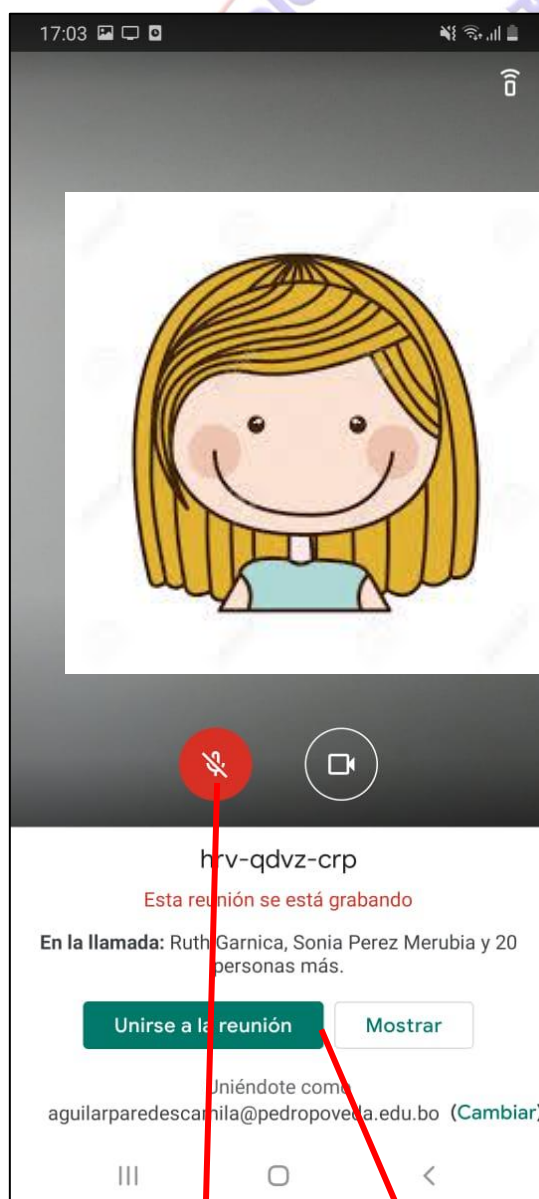 17:03
hrv-qdvz-crp
Esta reunión se está grabando
En la llamada: Ruth Garnica, Sonia Perez Merubia y 20
personas más.
Unirse a la reunión
Mostrar
Uniéndote como
aguilarparedescamila@pedropoveda.edu.bo (Cambiar)